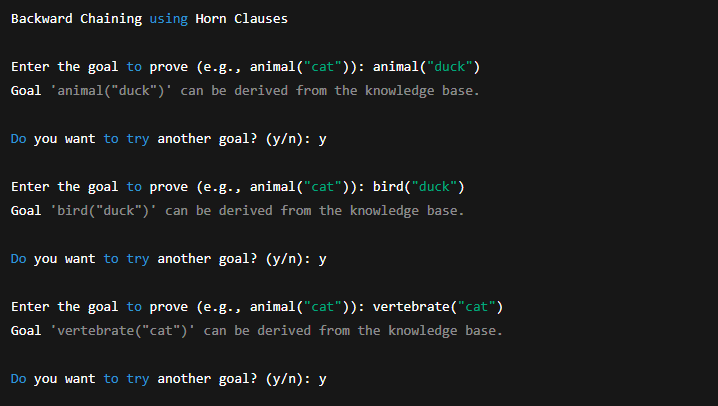 Backward Chaining using Horn Clauses
Enter the goal to prove (e.g., animal("cat")): animal("duck")
Goal 'animal("duck")' can be derived from the knowledge base.
Do you want to try another goal? (y/n): y
Enter the goal to prove (e.g., animal("cat")): bird("duck")
Goal 'bird("duck")' can be derived from the knowledge base.
Do you want to try another goal? (y/n): y
Enter the goal to prove (e.g., animal("cat")): vertebrate("cat")
Goal 'vertebrate("cat")' can be derived from the knowledge base.
Do you want to try another goal? (y/n): y